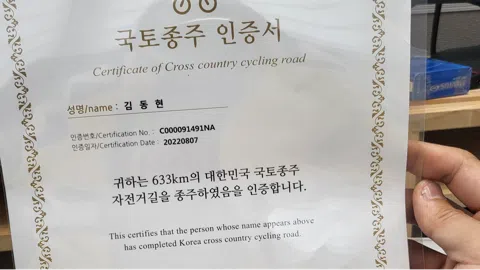 국토종주 인증서
Certificate of Cross country cycling road
성명/name : 김 동 현
인증번호/Certification No. : C000091491NA
인증일자/Certification Date : 20220807
귀하는 633km의 대한민국 국토종주
자전거길을 종주하였음을 인증합니다.
This certifies that the person whose name appears above
has completed Korea cross country cycling road.